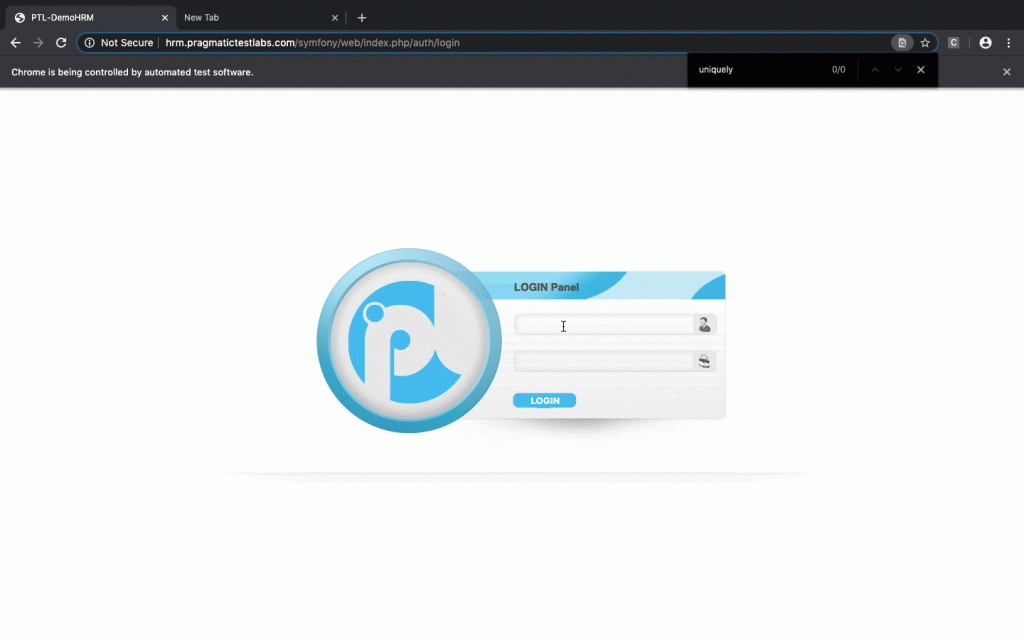 PTL-DemoHRM
New Tab
Not Secure | hrm.pragmatictestlabs.com/symfony/web/index.php/auth/login
C
Chrome is being controlled by automated test software.
uniquely 0/0
LOGIN Panel
LOGIN